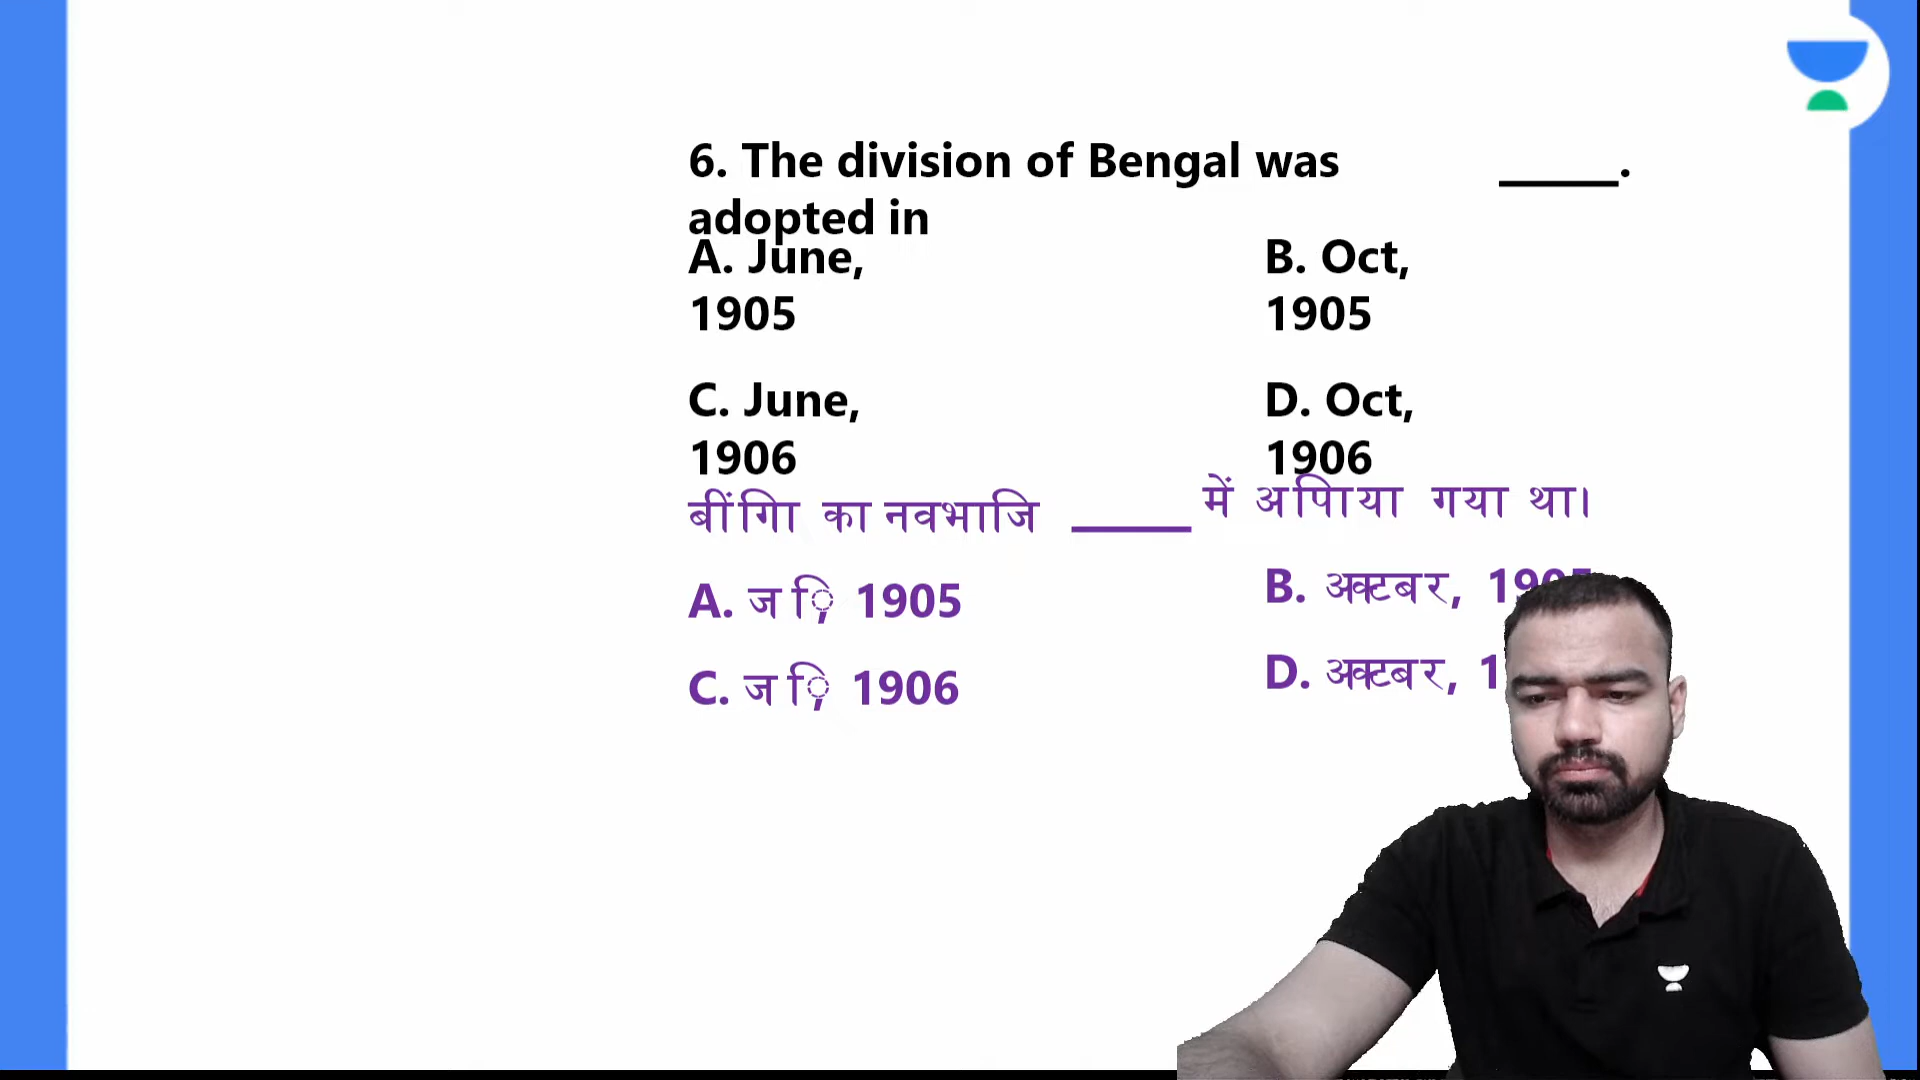 6. The division of Bengal was _____.
adopted in
A. June,
1905
B. Oct,
1905
C. June,
1906
D. Oct,
1906
बींगाि का नवभाजि _____ में अपिाया गया था।
A. ज ि़, 1905
B. अक्टबर,
C. ज ि़, 1906
D. अक्टबर,